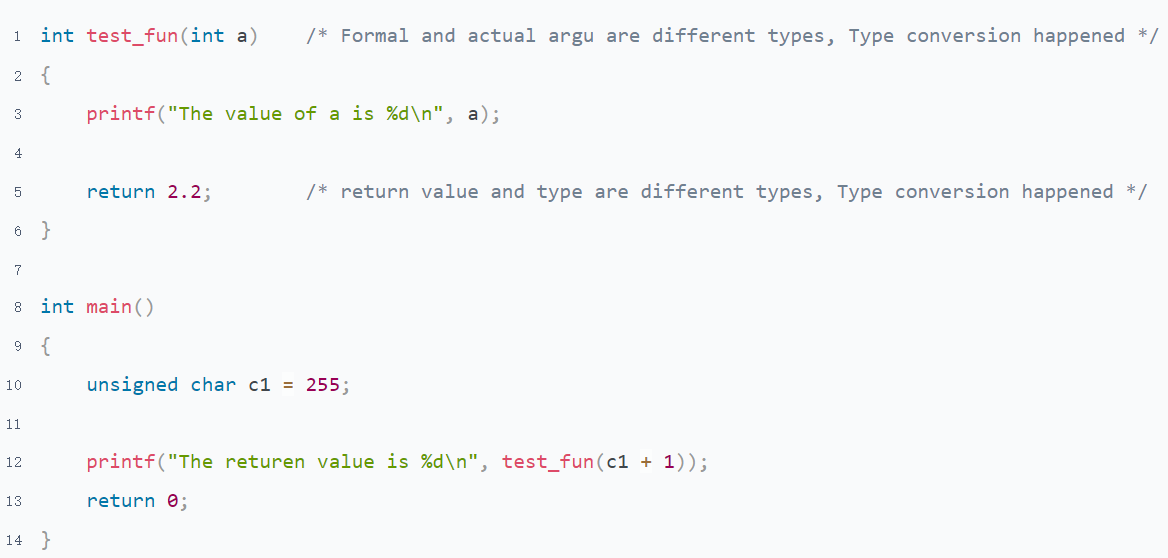 1 int test_fun(int a)    /* Formal and actual argu are different types, Type conversion happened */
2 {
3     printf("The value of a is %d\n", a);
4
5     return 2.2;        /* return value and type are different types, Type conversion happened */
6 }
7
8 int main()
9 {
10     unsigned char c1 = 255;
11
12     printf("The returen value is %d\n", test_fun(c1 + 1));
13     return 0;
14 }